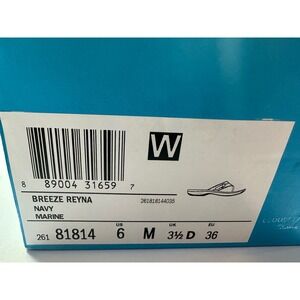 W
8 89004 31659 7
BREEZE REYNA
NAVY
MARINE
261818144035
US UK EU
261 81814 6 M 3½ D 36